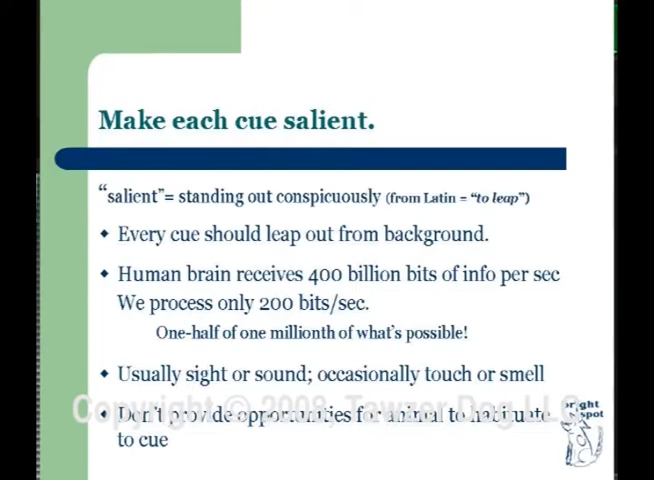 Make each cue salient.
“salient”= standing out conspicuously (from Latin = “to leap”)
Every cue should leap out from background.
Human brain receives 400 billion bits of info per sec
We process only 200 bits/sec.
One-half of one millionth of what’s possible!
Usually sight or sound; occasionally touch or smell
Don’t provide opportunities for animal to habituate
to cue
Copyright © 2008, Tawzer Dog LLC
bright
spot